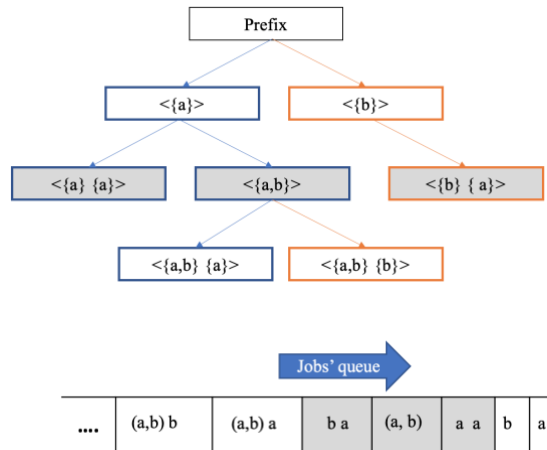 Prefix
<{a}> <{b}>
<{a} {a}> <{a,b}> <{b} { a}>
<{a,b} {a}> <{a,b} {b}>
Jobs' queue
.... (a,b) b (a,b) a b a (a, b) a a b a